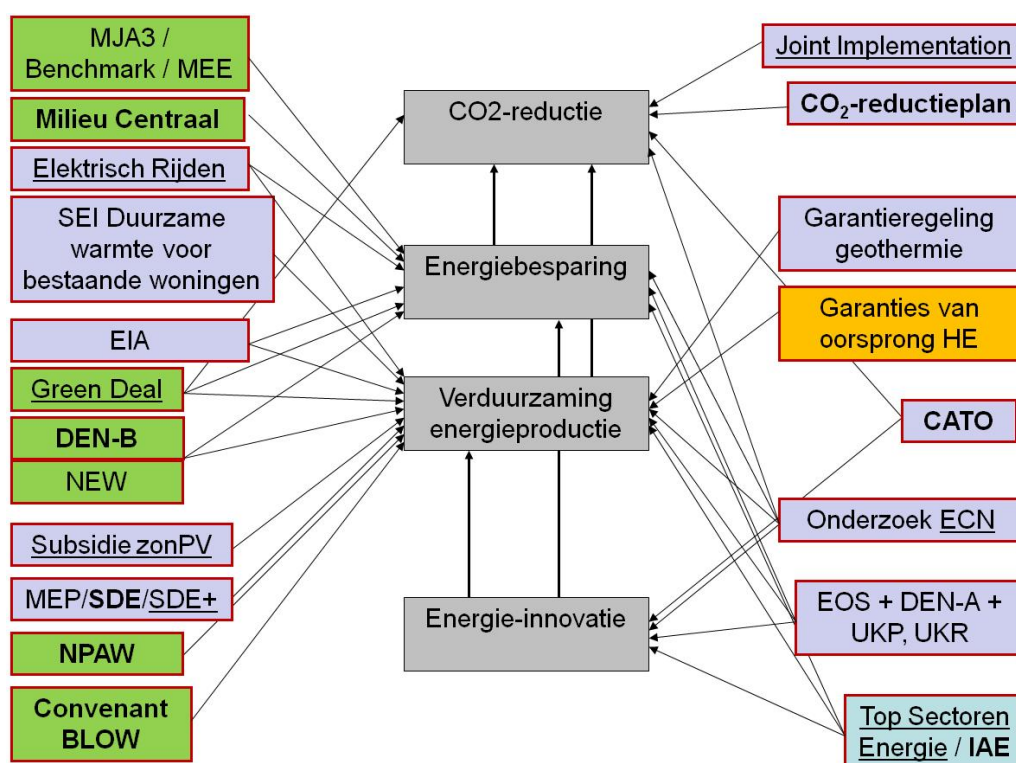 MJA3 /
Benchmark / MEE
Milieu Centraal
Elektrisch Rijden
SEI Duurzame
warmte voor
bestaande woningen
EIA
Green Deal
DEN-B
NEW
Subsidie zonPV
MEP/SDE/SDE+
NPAW
Convenant
BLOW
CO2-reductie
Energiebesparing
Verduurzaming
energieproductie
Energie-innovatie
Joint Implementation
CO₂-reductieplan
Garantieregeling
geothermie
Garanties van
oorsprong HE
CATO
Onderzoek ECN
EOS + DEN-A +
UKP, UKR
Top Sectoren
Energie / IAE